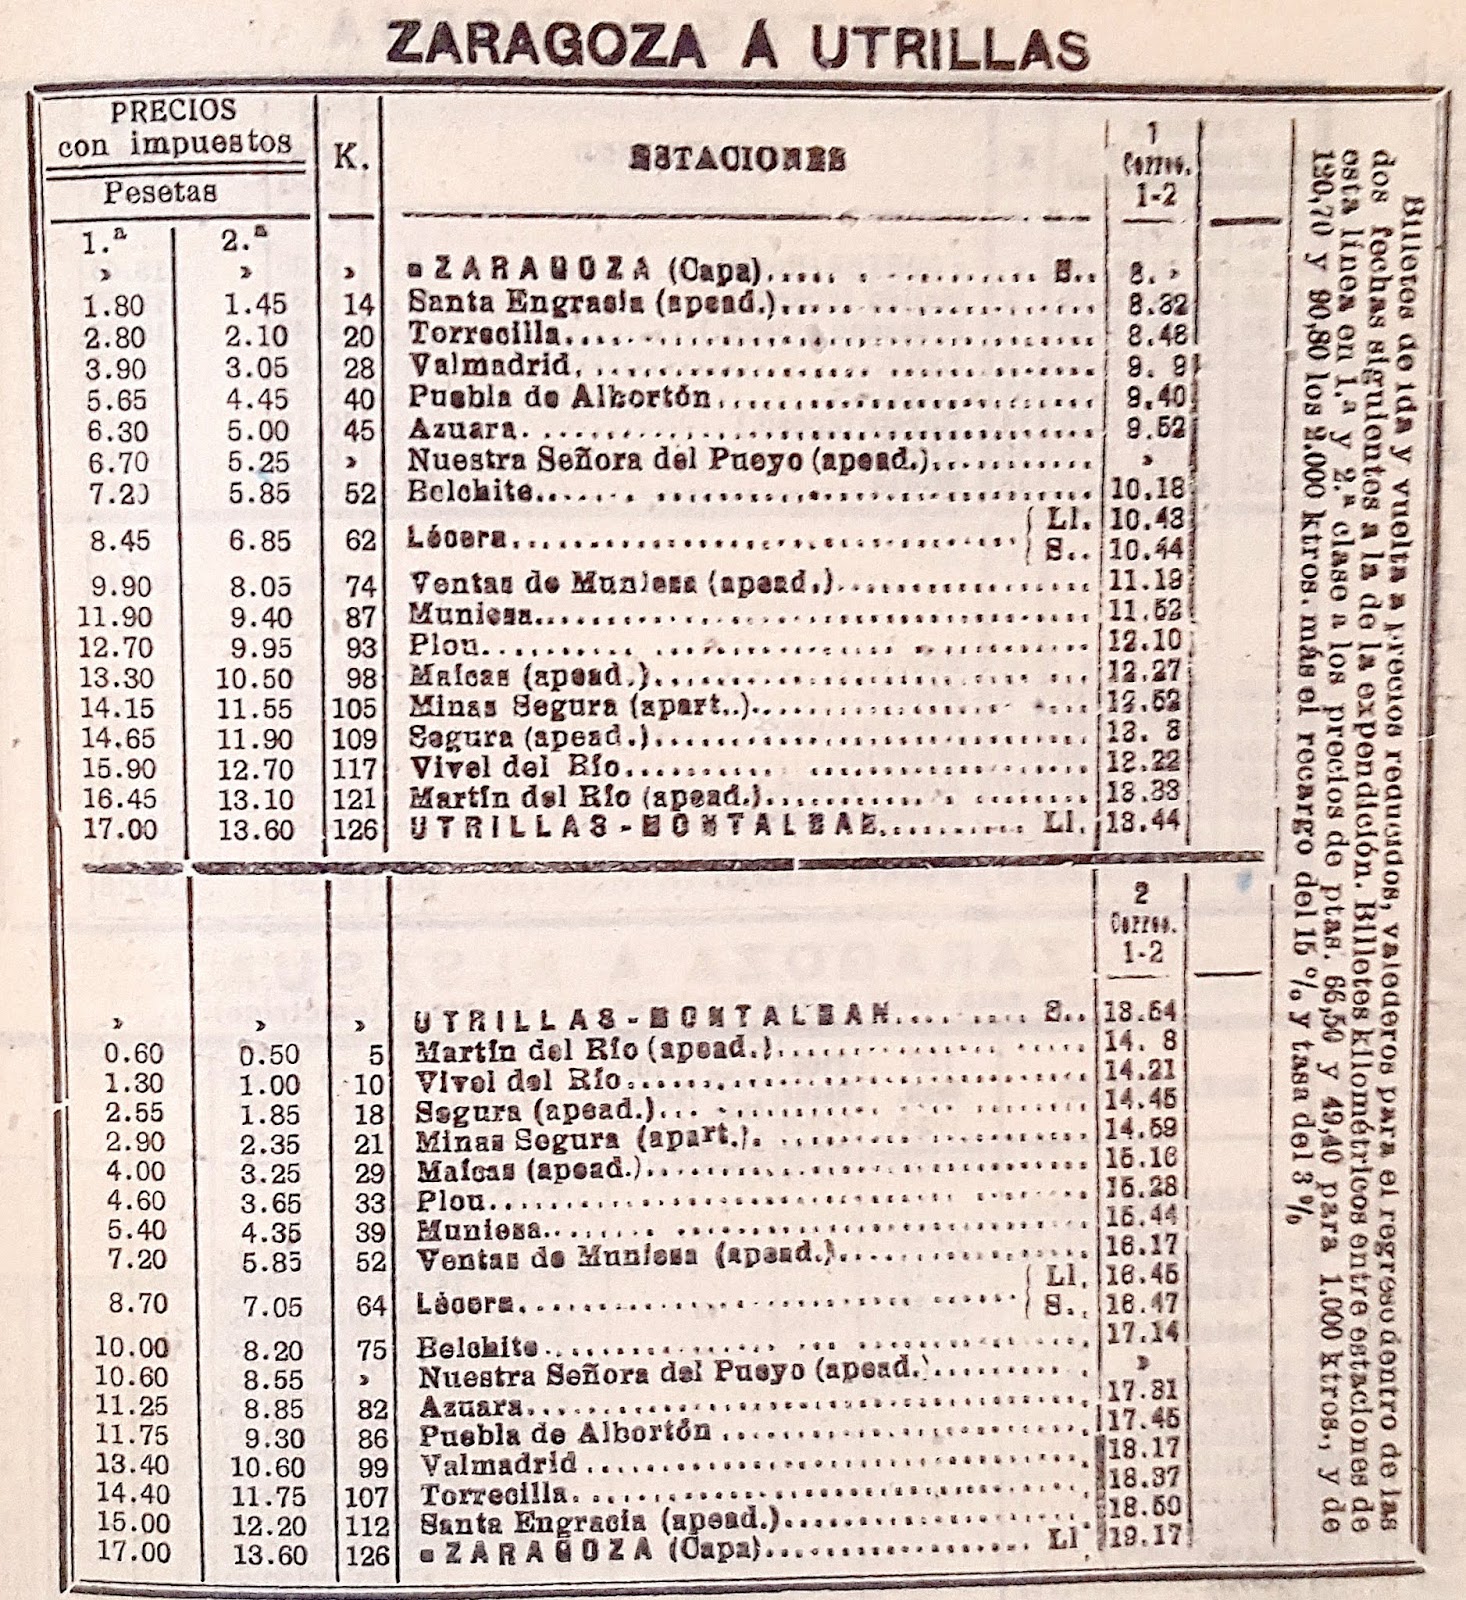 ZARAGOZA Á UTRILLAS
PRECIOS
con impuestos
Pesetas
1.ª 2.ª
K.
ESTACIONES
1
Correo.
1-2
» » » ZARAGOZA (Capa)..... S.. 8. »
1.80 1.45 14 Santa Engracia (apead.)..... 8.32
2.80 2.10 20 Torrecilla..... 8.48
3.90 3.05 28 Valmadrid..... 9. 9
5.65 4.45 40 Puebla de Albortón..... 9.40
6.30 5.00 45 Azuara..... 9.52
6.70 5.25 » Nuestra Señora del Pueyo (apead.)..... »
7.20 5.85 52 Belchite..... 10.18
8.45 6.85 62 Lécera..... Ll. 10.43
S.. 10.44
9.90 8.05 74 Ventas de Muniesa (apead.)..... 11.19
11.90 9.40 87 Muniesa..... 11.52
12.70 9.95 93 Plou..... 12.10
13.30 10.50 98 Maícas (apead.)..... 12.27
14.15 11.55 105 Minas Segura (apart..)..... 12.52
14.65 11.90 109 Segura (apead.)..... 13. 3
15.90 12.70 117 Vivel del Río..... 13.22
16.45 13.10 121 Martín del Río (apead.)..... 13.33
17.00 13.60 126 UTRILLAS-MONTALBAN..... Ll. 13.44
2
Correo.
1-2
» » » UTRILLAS-MONTALBAN..... S.. 13.54
0.60 0.50 5 Martín del Río (apead.)..... 14. 8
1.30 1.00 10 Vivel del Río..... 14.21
2.55 1.85 18 Segura (apead.)..... 14.45
2.90 2.35 21 Minas Segura (apart.)..... 14.59
4.00 3.25 29 Maícas (apead.)..... 15.16
4.60 3.65 33 Plou..... 15.28
5.40 4.35 39 Muniesa..... 15.44
7.20 5.85 52 Ventas de Muniesa (apead.)..... 16.17
8.70 7.05 64 Lécera..... Ll. 16.45
S.. 16.47
10.00 8.20 75 Belchite..... 17.14
10.60 8.55 » Nuestra Señora del Pueyo (apead.)..... »
11.25 8.85 82 Azuara..... 17.31
11.75 9.30 86 Puebla de Albortón..... 17.45
13.40 10.60 99 Valmadrid..... 18.17
14.40 11.75 107 Torrecilla..... 18.37
15.00 12.20 112 Santa Engracia (apead.)..... 18.50
17.00 13.60 126 ZARAGOZA (Capa)..... Ll 19.17
Billetes de ida y vuelta a precios reducidos, valederos para el regreso dentro de las
dos fechas siguientes a la de la expendición. Billetes kilométricos entre estaciones de
esta línea en 1.ª y 2.ª clase a los precios de ptas. 66,50 y 49,40 para 1.000 ktros., y de
120,70 y 90,80 los 2.000 ktros. más el recargo del 15 % y tasa del 3 %